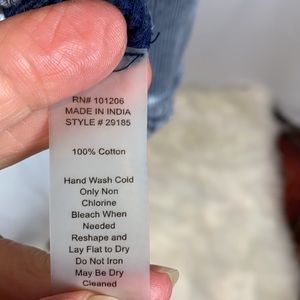 RN# 101206
MADE IN INDIA
STYLE # 29185
100% Cotton
Hand Wash Cold
Only Non
Chlorine
Bleach When
Needed
Reshape and
Lay Flat to Dry
Do Not Iron
May Be Dry
Cleaned